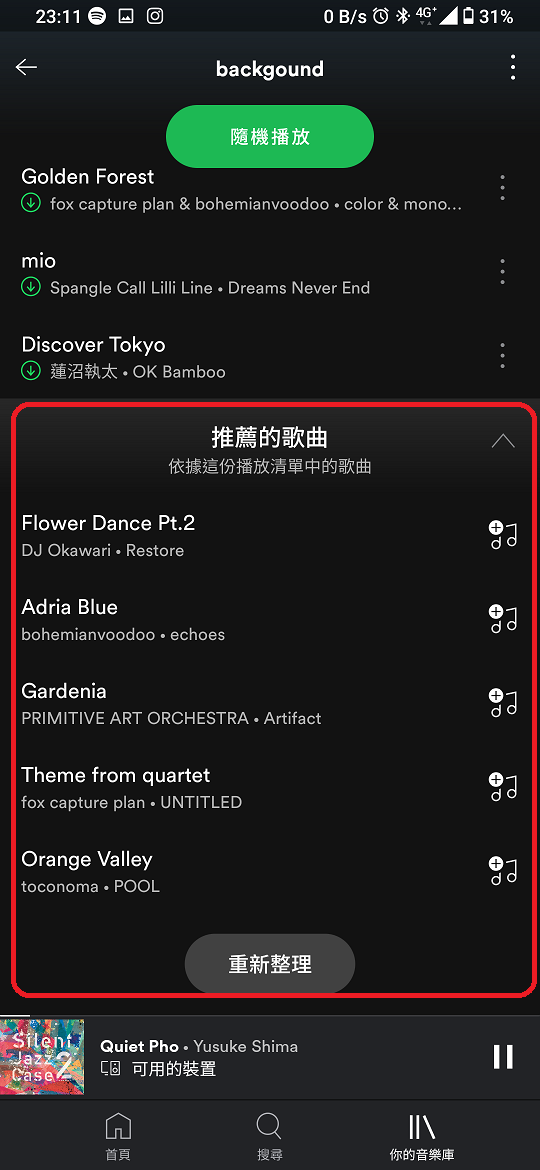 23:11 0 B/s 4G+ 31%
backgound
隨機播放
Golden Forest
fox capture plan & bohemianvoodoo • color & mono...
mio
Spangle Call Lilli Line • Dreams Never End
Discover Tokyo
蓮沼執太 • OK Bamboo
推薦的歌曲
依據這份播放清單中的歌曲
Flower Dance Pt.2
DJ Okawari • Restore
Adria Blue
bohemianvoodoo • echoes
Gardenia
PRIMITIVE ART ORCHESTRA • Artifact
Theme from quartet
fox capture plan • UNTITLED
Orange Valley
toconoma • POOL
重新整理
Silent
Jazz
Case 2
Quiet Pho • Yusuke Shima
可用的裝置
首頁 搜尋 你的音樂庫